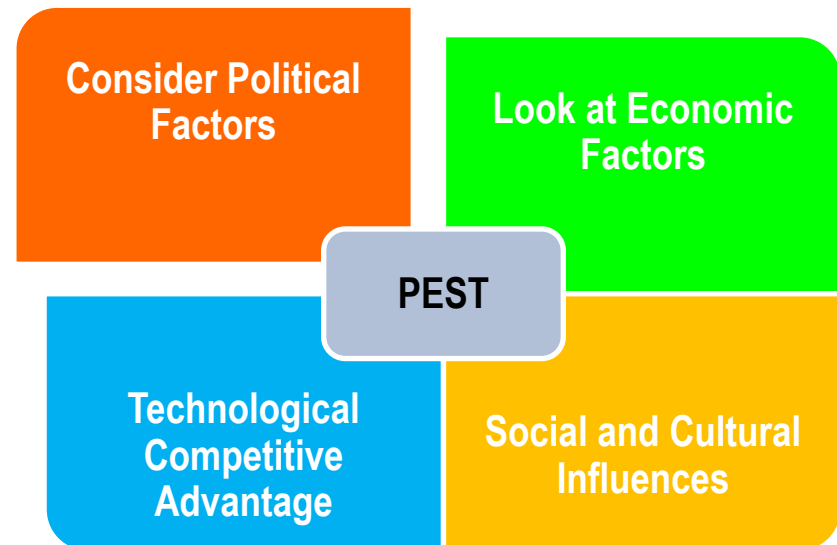 Consider Political
Factors
Look at Economic
Factors
PEST
Technological
Competitive
Advantage
Social and Cultural
Influences